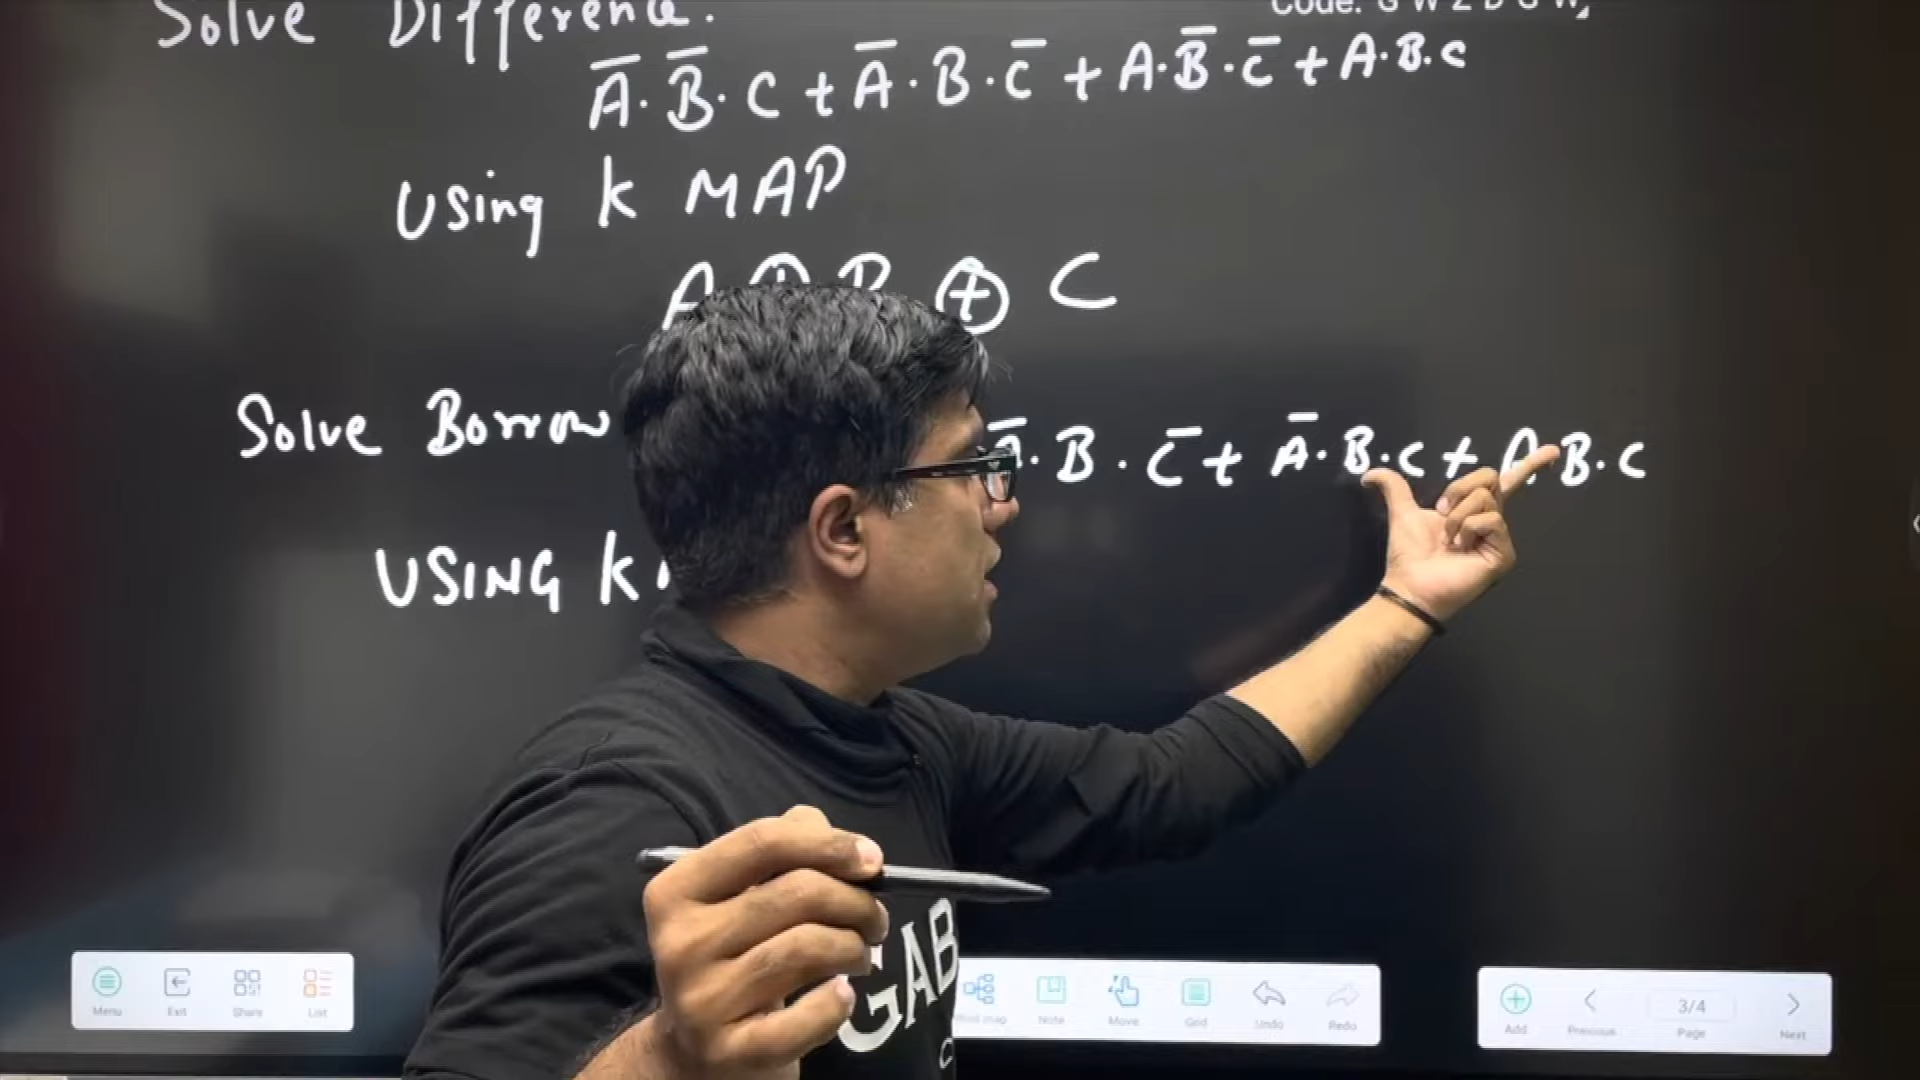 Code: G W Z D G W
Solve Difference.
A̅·B̅·C + A̅·B·C̅ + A·B̅·C̅ + A·B·C
Using K MAP
A ⊕ B ⊕ C
Solve Borrow A̅·B·C̅ + A̅·B·C + A B·C
USING K
GAB
Menu Exit Share List Note Move Grid Undo Redo Add Previous 3/4 Page Next